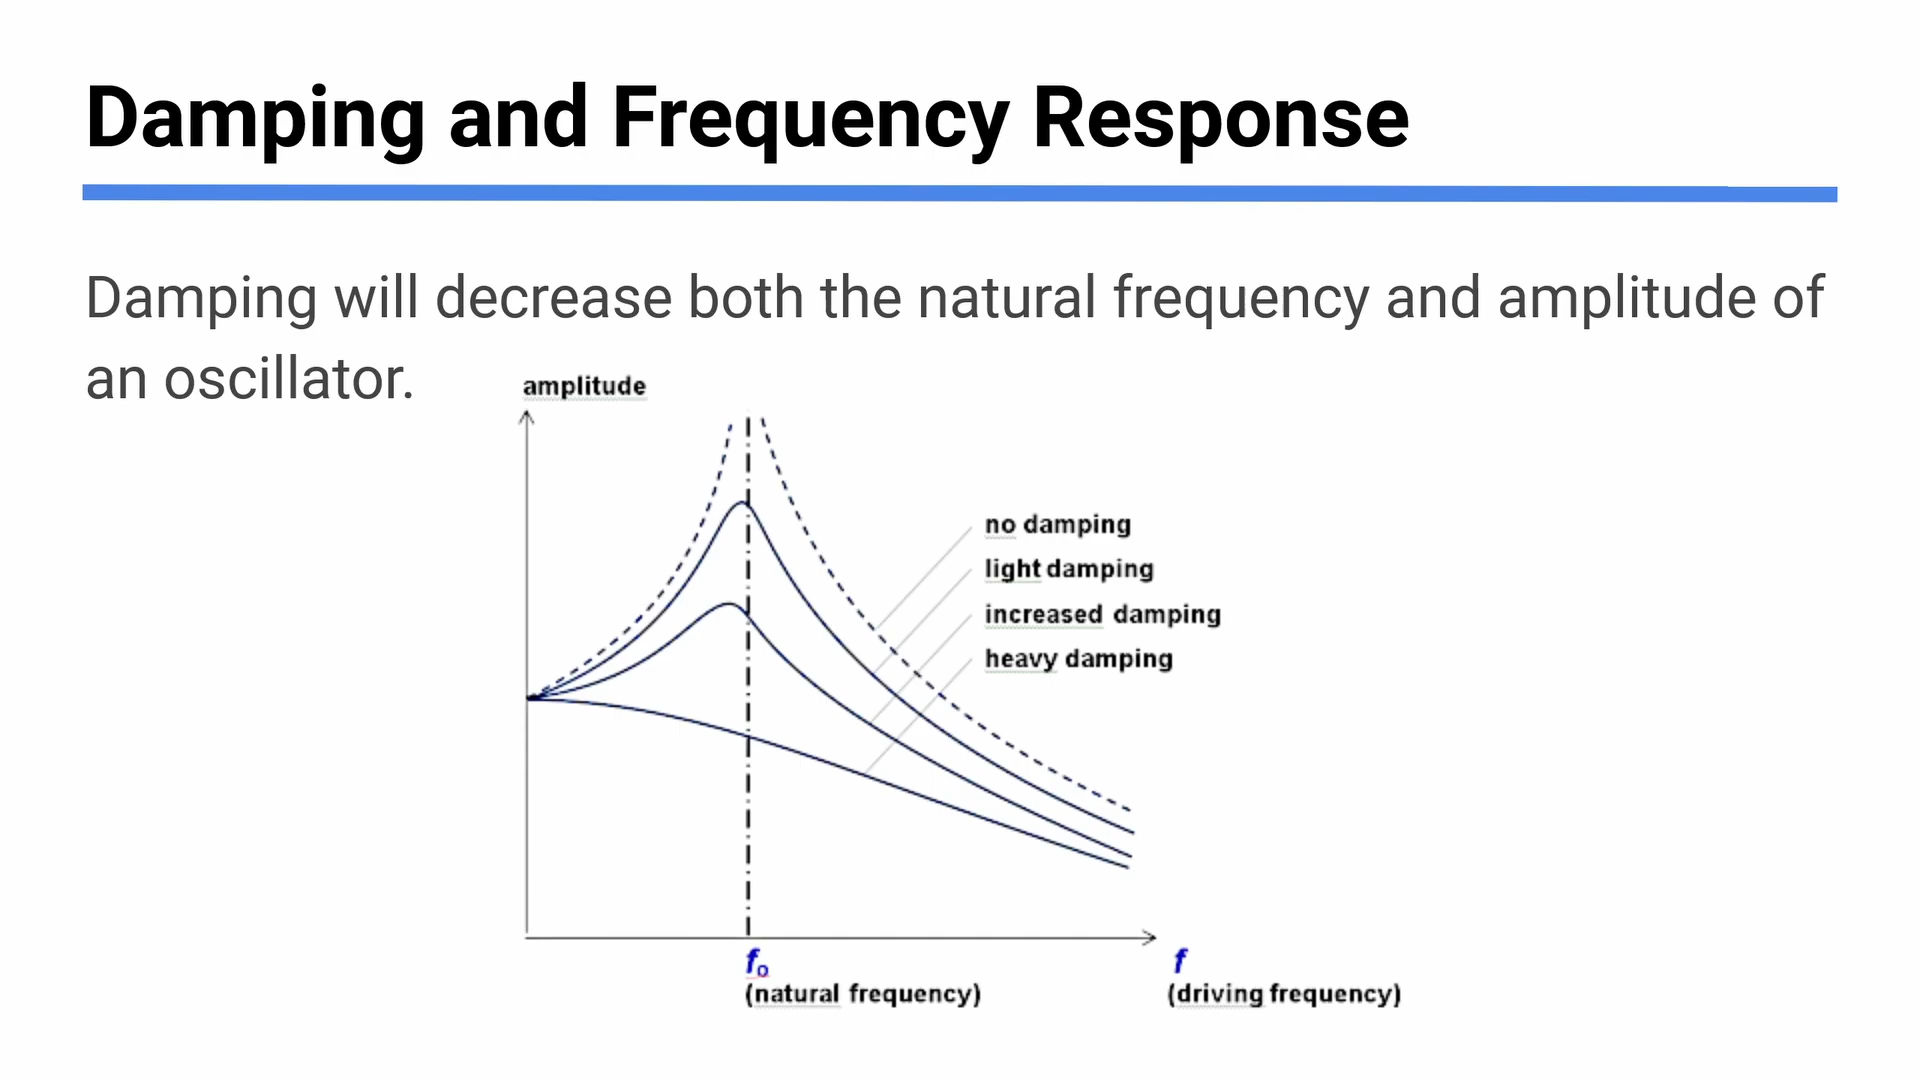 Damping and Frequency Response
Damping will decrease both the natural frequency and amplitude of
an oscillator.
amplitude
no damping
light damping
increased damping
heavy damping
f₀
(natural frequency)
f
(driving frequency)